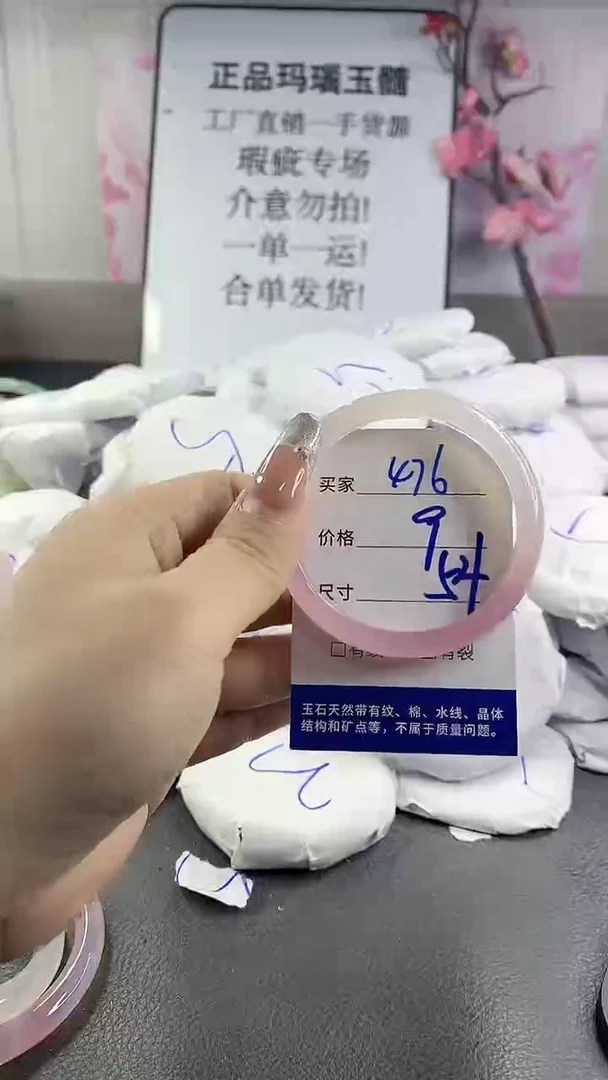 正品玛瑙玉髓
工厂直销一手货源
瑕疵专场
介意勿拍!
一单一运!
合单发货!
买家 476
价格 9
尺寸 54
玉石天然带有纹、棉、水线、晶体
结构和矿点等，不属于质量问题。